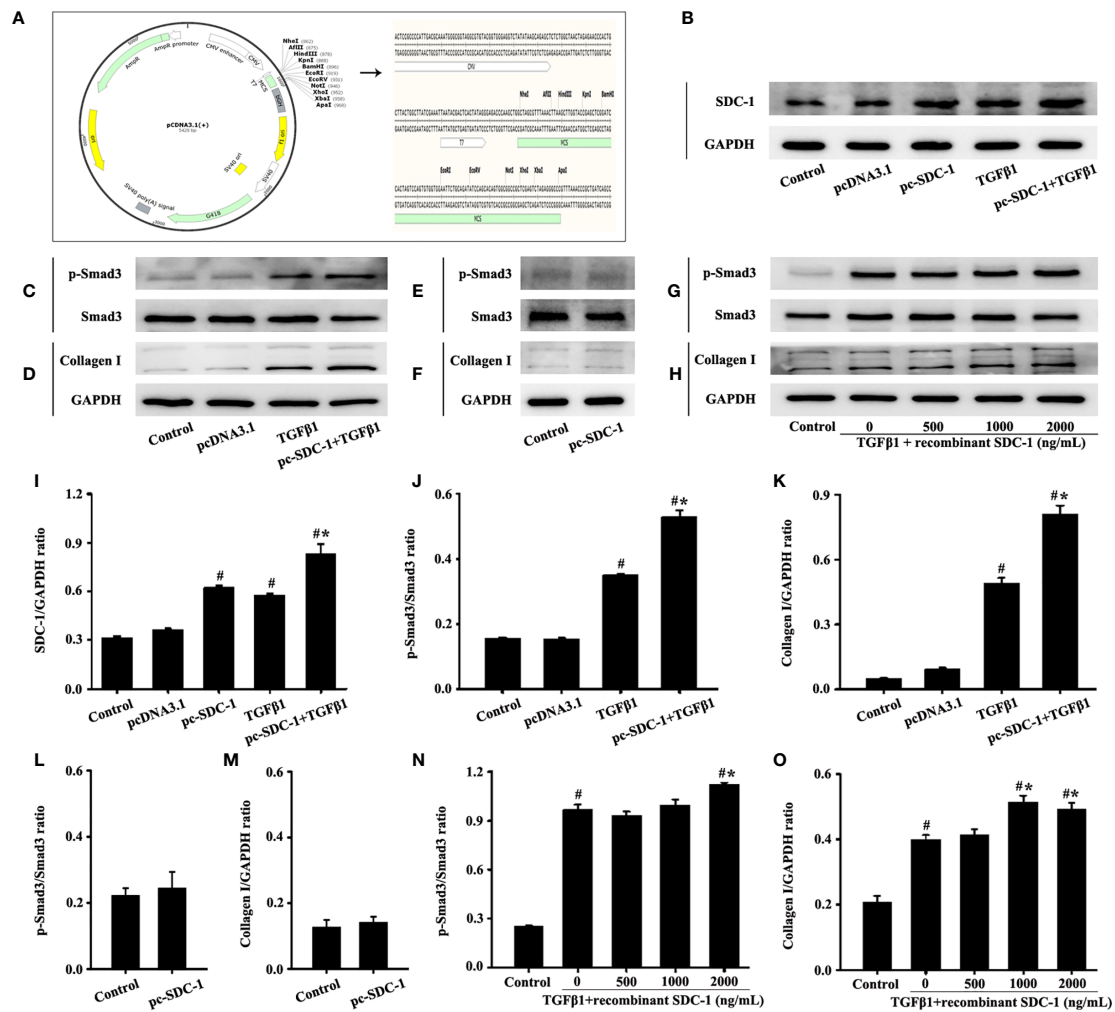 A
AmpR promoter
AmpR
CMV enhancer
CMV
T7
MCS
bGH
f1 ori
SV40
SV40 ori
G418
SV40 poly(A) signal
ori
pCDNA3.1(+)
5428 bp
NheI
AflII
HindIII
KpnI
BamHI
EcoRI
EcoRV
NotI
XhoI
XbaI
ApaI
CMV
NheI AflII HindIII KpnI BamHI
T7 MCS
EcoRI EcoRV NotI XhoI XbaI ApaI
MCS
B
SDC-1
GAPDH
Control pcDNA3.1 pc-SDC-1 TGFβ1 pc-SDC-1+TGFβ1
C
p-Smad3
Smad3
D
Collagen I
GAPDH
Control pcDNA3.1 TGFβ1 pc-SDC-1+TGFβ1
E
p-Smad3
Smad3
F
Collagen I
GAPDH
Control pc-SDC-1
G
p-Smad3
Smad3
H
Collagen I
GAPDH
Control 0 500 1000 2000
TGFβ1 + recombinant SDC-1 (ng/mL)
I
SDC-1/GAPDH ratio
1.2
0.9
0.6
0.3
0.0
# # #*
Control pcDNA3.1 pc-SDC-1 TGFβ1 pc-SDC-1+TGFβ1
J
p-Smad3/Smad3 ratio
0.6
0.4
0.2
0.0
# #*
Control pcDNA3.1 TGFβ1 pc-SDC-1+TGFβ1
K
Collagen I/GAPDH ratio
0.9
0.6
0.3
0.0
# #*
Control pcDNA3.1 TGFβ1 pc-SDC-1+TGFβ1
L
p-Smad3/Smad3 ratio
0.6
0.4
0.2
0.0
Control pc-SDC-1
M
Collagen I/GAPDH ratio
0.6
0.4
0.2
0.0
Control pc-SDC-1
N
p-Smad3/Smad3 ratio
1.2
0.9
0.6
0.3
0.0
# #*
Control 0 500 1000 2000
TGFβ1+recombinant SDC-1 (ng/mL)
O
Collagen I/GAPDH ratio
0.6
0.4
0.2
0.0
# #* #*
Control 0 500 1000 2000
TGFβ1+recombinant SDC-1 (ng/mL)